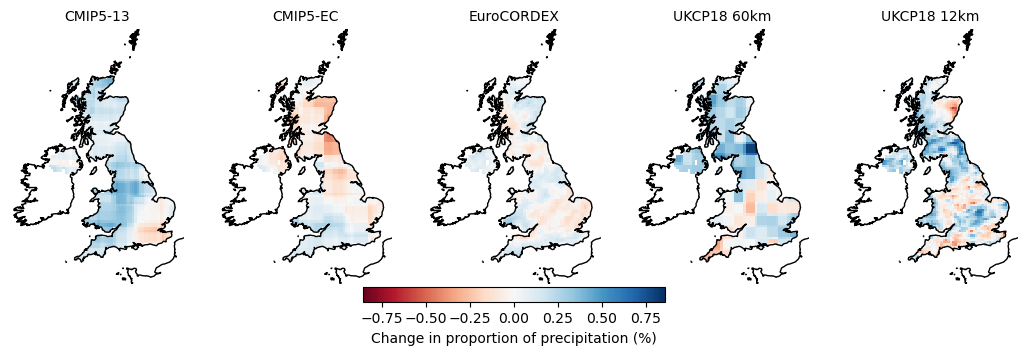 CMIP5-13 CMIP5-EC EuroCORDEX UKCP18 60km UKCP18 12km
−0.75 −0.50 −0.25 0.00 0.25 0.50 0.75
Change in proportion of precipitation (%)